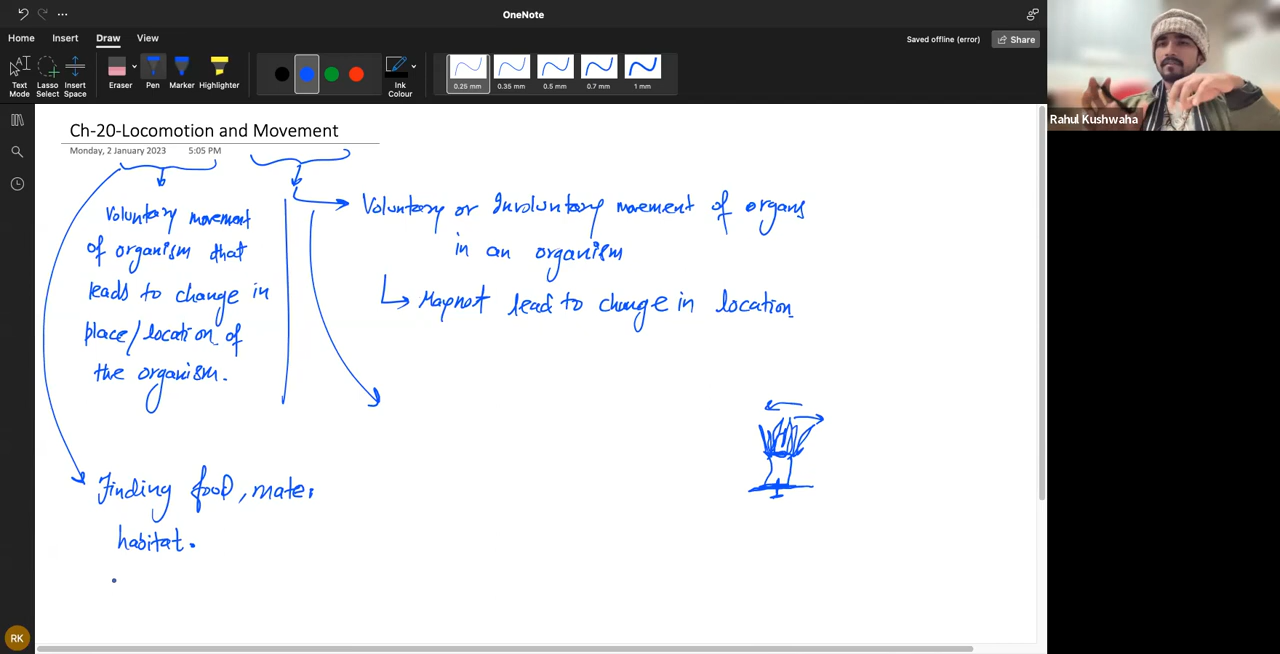 OneNote
Home Insert Draw View
Saved offline (error)
Share
Text Mode
Lasso Select
Insert Space
Eraser
Pen
Marker
Highlighter
Ink Colour
0.25 mm
0.35 mm
0.5 mm
0.7 mm
1 mm
Rahul Kushwaha
Ch-20-Locomotion and Movement
Monday, 2 January 2023 5:05 PM
Voluntary movement
of organism that
leads to change in
place/location of
the organism.
Voluntary or Involuntary movement of organs
in an organism
May not lead to change in location
Finding food, mate,
habitat.
RK